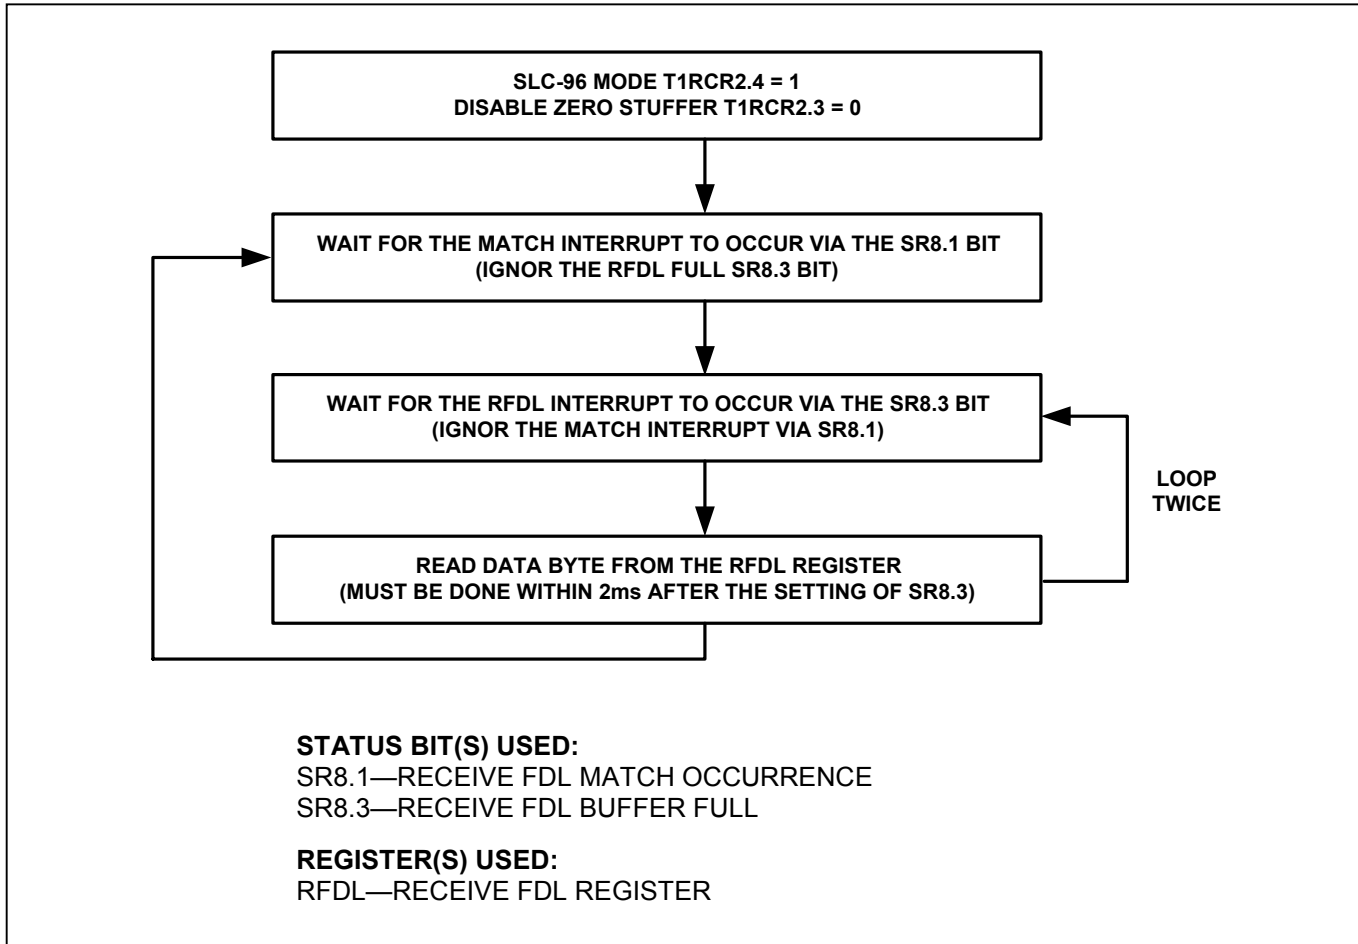 SLC-96 MODE T1RCR2.4 = 1
DISABLE ZERO STUFFER T1RCR2.3 = 0
WAIT FOR THE MATCH INTERRUPT TO OCCUR VIA THE SR8.1 BIT
(IGNOR THE RFDL FULL SR8.3 BIT)
WAIT FOR THE RFDL INTERRUPT TO OCCUR VIA THE SR8.3 BIT
(IGNOR THE MATCH INTERRUPT VIA SR8.1)
LOOP
TWICE
READ DATA BYTE FROM THE RFDL REGISTER
(MUST BE DONE WITHIN 2ms AFTER THE SETTING OF SR8.3)
STATUS BIT(S) USED:
SR8.1—RECEIVE FDL MATCH OCCURRENCE
SR8.3—RECEIVE FDL BUFFER FULL
REGISTER(S) USED:
RFDL—RECEIVE FDL REGISTER